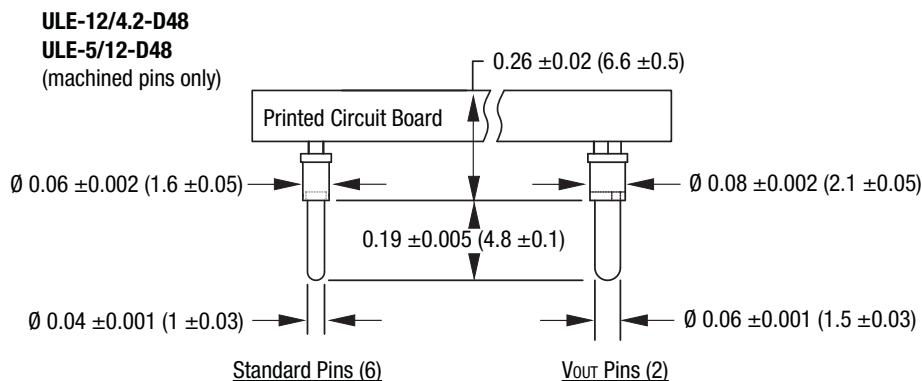 ULE-12/4.2-D48
ULE-5/12-D48
(machined pins only)
0.26 ±0.02 (6.6 ±0.5)
Printed Circuit Board
Ø 0.06 ±0.002 (1.6 ±0.05)
Ø 0.08 ±0.002 (2.1 ±0.05)
0.19 ±0.005 (4.8 ±0.1)
Ø 0.04 ±0.001 (1 ±0.03)
Ø 0.06 ±0.001 (1.5 ±0.03)
Standard Pins (6)
VOUT Pins (2)